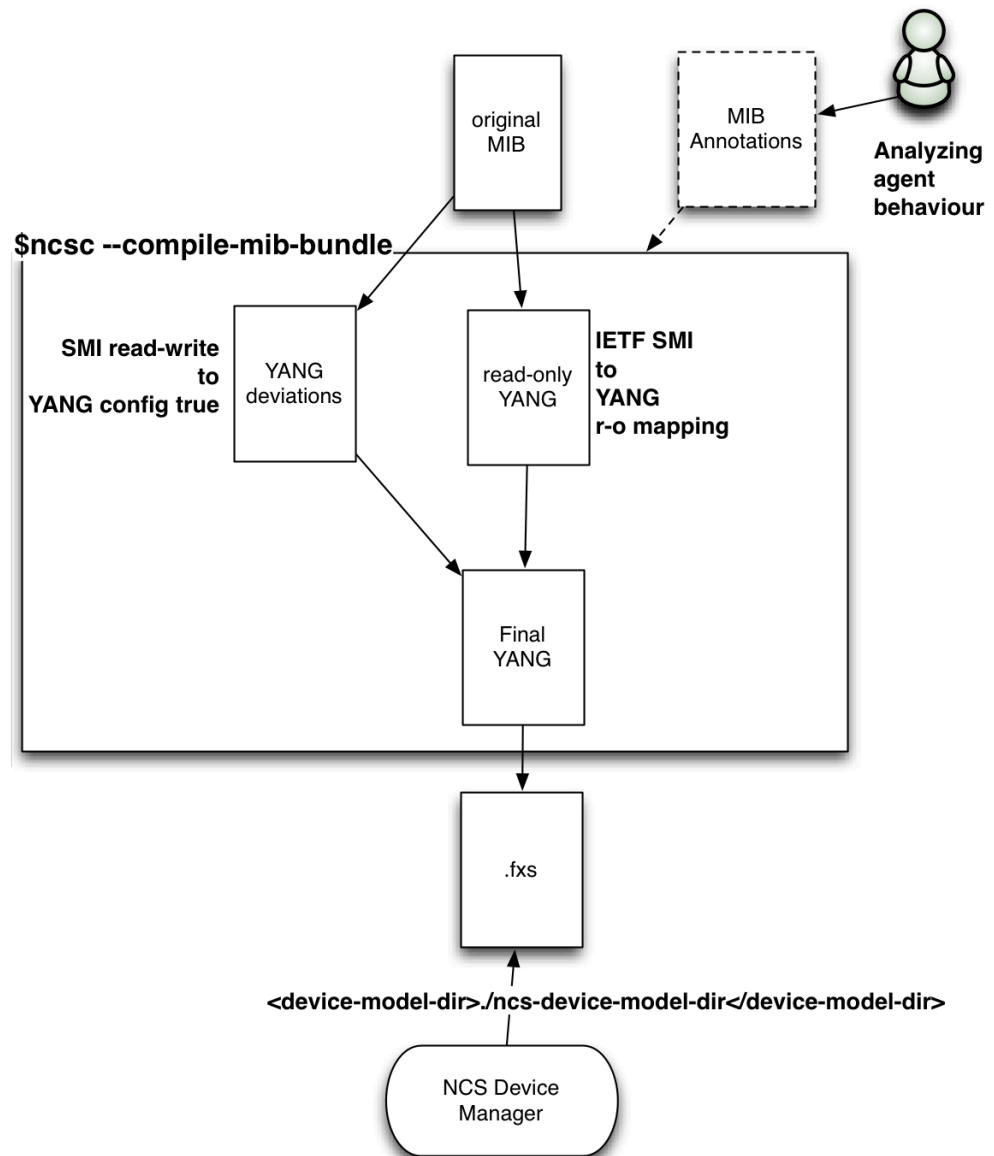 original
MIB
MIB
Annotations
Analyzing
agent
behaviour
$ncsc --compile-mib-bundle
SMI read-write
to
YANG config true
YANG
deviations
read-only
YANG
IETF SMI
to
YANG
r-o mapping
Final
YANG
.fxs
<device-model-dir>./ncs-device-model-dir</device-model-dir>
NCS Device
Manager